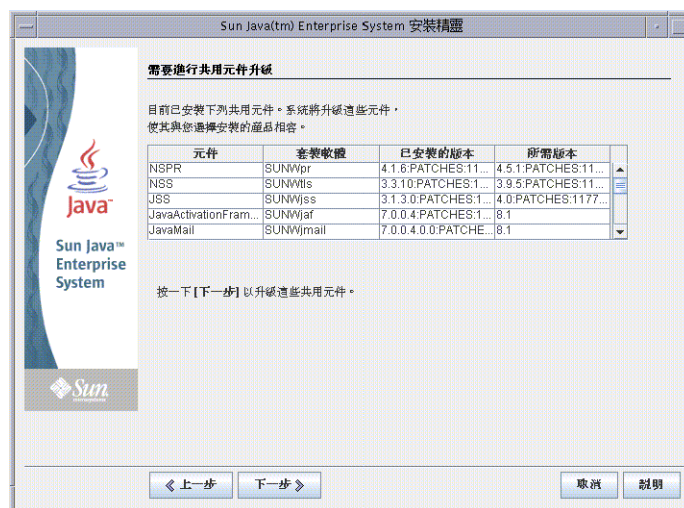 Sun Java(tm) Enterprise System 安裝精靈
需要進行共用元件升級
目前已安裝下列共用元件。系統將升級這些元件，
使其與您選擇安裝的產品相容。
元件 套裝軟體 已安裝的版本 所需版本
NSPR SUNWpr 4.1.6:PATCHES:11... 4.5.1:PATCHES:11...
NSS SUNWtls 3.3.10:PATCHES:1... 3.9.5:PATCHES:11...
JSS SUNWjss 3.1.3.0:PATCHES:1... 4.0:PATCHES:1177...
JavaActivationFram... SUNWjaf 7.0.0.4:PATCHES:1... 8.1
JavaMail SUNWjmail 7.0.0.4.0.0:PATCHE... 8.1
Java™
Sun Java™
Enterprise
System
按一下 [下一步] 以升級這些共用元件。
Sun
microsystems
上一步 下一步 取消 說明